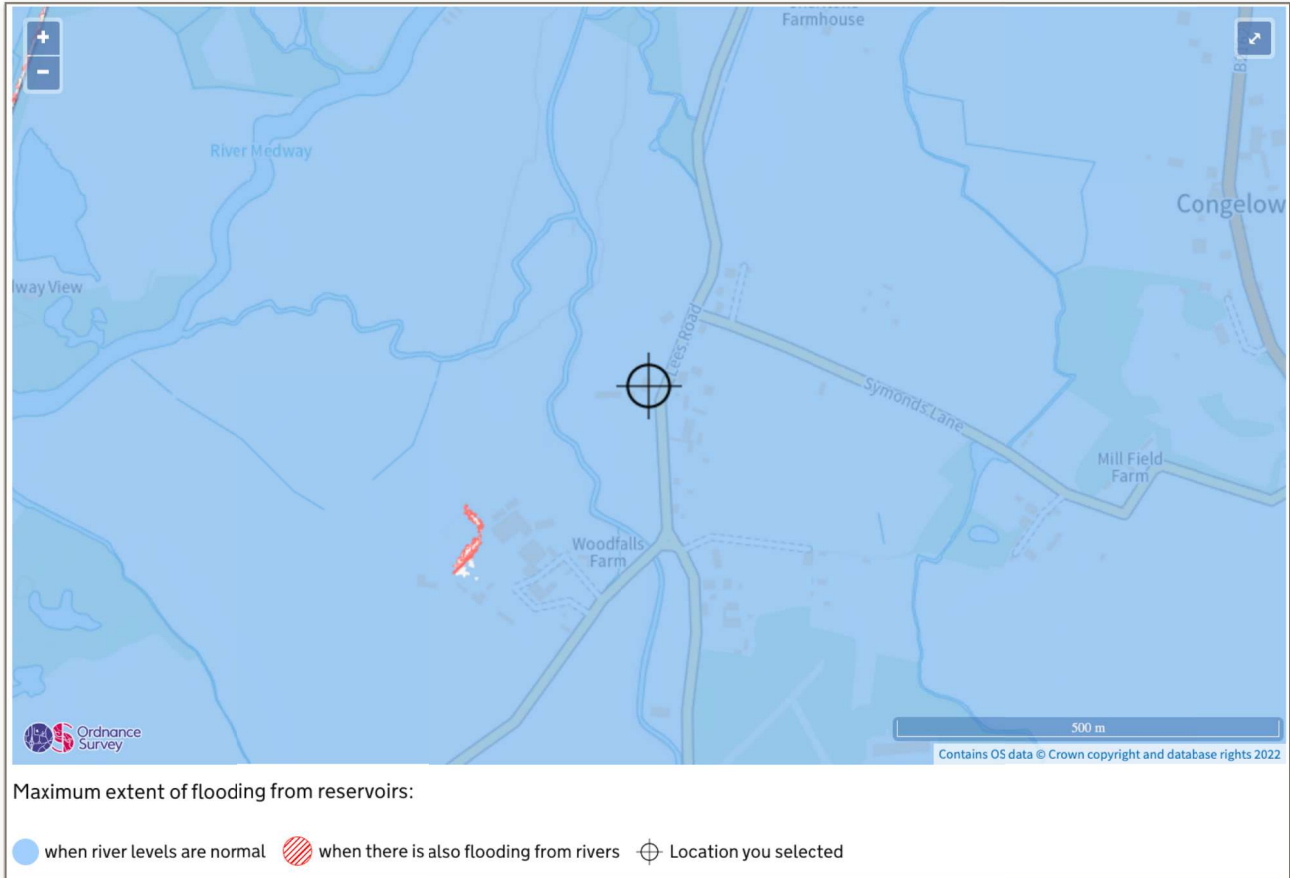 Farmhouse
+
−
River Medway
Congelow
way View
Lees Road
Symonds Lane
Mill Field
Farm
Woodfalls
Farm
Ordnance
Survey
500 m
Contains OS data © Crown copyright and database rights 2022
Maximum extent of flooding from reservoirs:
when river levels are normal when there is also flooding from rivers Location you selected